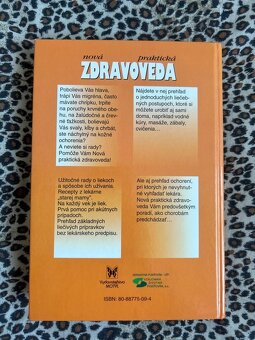 nová praktická
ZDRAVOVEDA
Pobolieva Vás hlava,
trápi Vás migréna, často
mávate chrípku, trpíte
na poruchy krvného obe-
hu, na žalúdočné a črev-
né ťažkosti, bolievajú
Vás svaly, kĺby a chrbát,
ste náchylný na kožné
ochorenia?
A neviete si rady?
Pomôže Vám Nová
praktická zdravoveda!
Nájdete v nej prehľad
o jednoduchých liečeb-
ných postupoch, ktoré si
môžete urobiť aj sami
doma, napríklad vodné
kúry, masáže, zábaly,
cvičenia...
Užitočné rady o liekoch
a spôsobe ich užívania.
Recepty z lekárne
„starej mamy".
Na každý vek je liek.
Prvá pomoc pri akútnych
prípadoch.
Prehľad základných
liečivých prípravkov
bez lekárskeho predpisu.
Ale aj prehľad ochorení,
pri ktorých je nevyhnut-
né vyhľadať lekára.
Nová praktická zdravo-
veda Vám predovšetkým
poradí, ako chorobám
predchádzať...
Vydavateľstvo
MOTÝĽ
ISBN: 80-88775-09-4